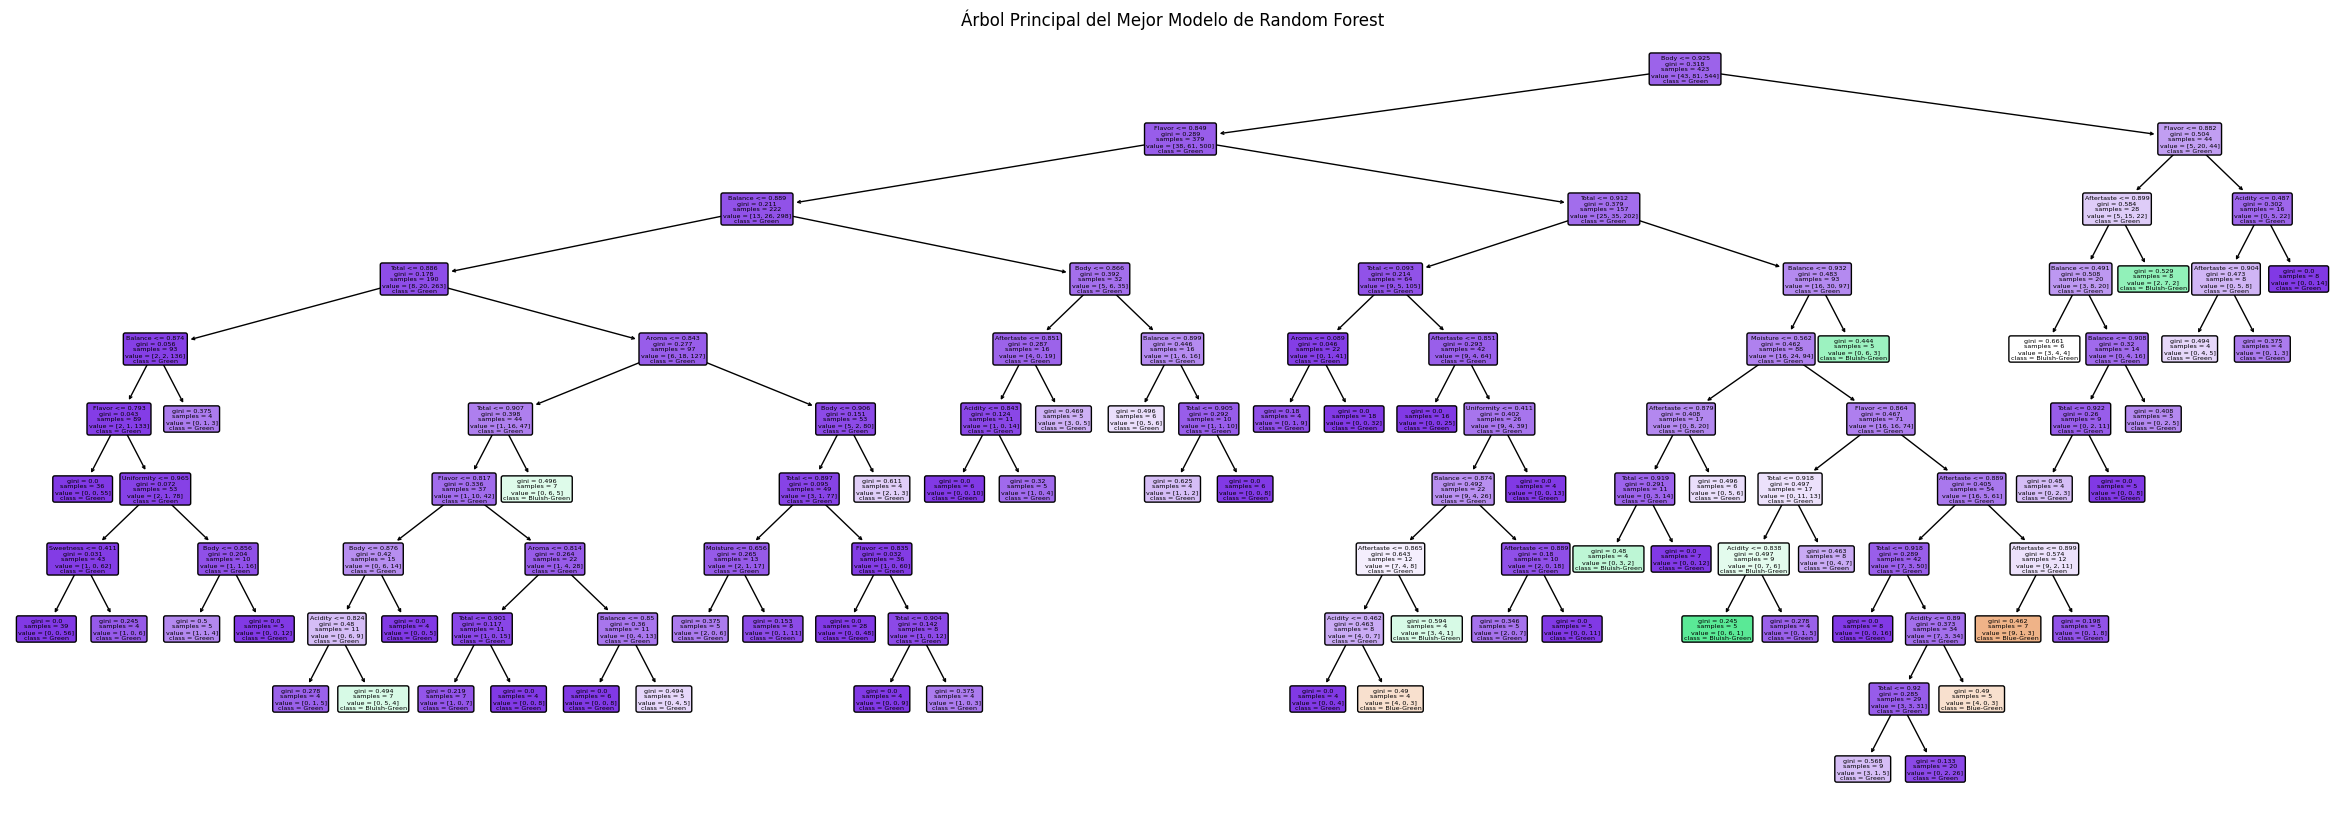 Árbol Principal del Mejor Modelo de Random Forest
Body <= 0.925
gini = 0.318
samples = 423
value = [43, 81, 544]
class = Green
Flavor <= 0.849
gini = 0.289
samples = 379
value = [38, 61, 500]
class = Green
Flavor <= 0.882
gini = 0.504
samples = 44
value = [5, 20, 44]
class = Green
Balance <= 0.889
gini = 0.211
samples = 222
value = [13, 26, 298]
class = Green
Total <= 0.912
gini = 0.379
samples = 157
value = [25, 35, 202]
class = Green
Aftertaste <= 0.899
gini = 0.584
samples = 28
value = [5, 15, 22]
class = Green
Acidity <= 0.487
gini = 0.302
samples = 16
value = [0, 5, 22]
class = Green
Total <= 0.886
gini = 0.178
samples = 190
value = [8, 20, 263]
class = Green
Body <= 0.866
gini = 0.392
samples = 32
value = [5, 6, 35]
class = Green
Total <= 0.093
gini = 0.214
samples = 64
value = [9, 5, 105]
class = Green
Balance <= 0.932
gini = 0.483
samples = 93
value = [16, 30, 97]
class = Green
Balance <= 0.491
gini = 0.508
samples = 20
value = [3, 8, 20]
class = Green
gini = 0.529
samples = 8
value = [2, 7, 2]
class = Bluish-Green
Aftertaste <= 0.904
gini = 0.473
samples = 8
value = [0, 5, 8]
class = Green
gini = 0.0
samples = 8
value = [0, 0, 14]
class = Green
Balance <= 0.874
gini = 0.056
samples = 93
value = [2, 2, 136]
class = Green
Aroma <= 0.843
gini = 0.277
samples = 97
value = [6, 18, 127]
class = Green
Aftertaste <= 0.851
gini = 0.287
samples = 16
value = [4, 0, 19]
class = Green
Balance <= 0.899
gini = 0.446
samples = 16
value = [1, 6, 16]
class = Green
Aroma <= 0.089
gini = 0.046
samples = 22
value = [0, 1, 41]
class = Green
Aftertaste <= 0.851
gini = 0.293
samples = 42
value = [9, 4, 64]
class = Green
Moisture <= 0.562
gini = 0.462
samples = 88
value = [16, 24, 94]
class = Green
gini = 0.444
samples = 5
value = [0, 6, 3]
class = Bluish-Green
gini = 0.661
samples = 6
value = [3, 4, 4]
class = Bluish-Green
Balance <= 0.908
gini = 0.32
samples = 14
value = [0, 4, 16]
class = Green
gini = 0.494
samples = 4
value = [0, 4, 5]
class = Green
gini = 0.375
samples = 4
value = [0, 1, 3]
class = Green
Flavor <= 0.793
gini = 0.043
samples = 89
value = [2, 1, 133]
class = Green
gini = 0.375
samples = 4
value = [0, 1, 3]
class = Green
Total <= 0.907
gini = 0.398
samples = 44
value = [1, 16, 47]
class = Green
Body <= 0.906
gini = 0.151
samples = 53
value = [5, 2, 80]
class = Green
Acidity <= 0.843
gini = 0.124
samples = 11
value = [1, 0, 14]
class = Green
gini = 0.469
samples = 5
value = [3, 0, 5]
class = Green
gini = 0.496
samples = 6
value = [0, 5, 6]
class = Green
Total <= 0.905
gini = 0.292
samples = 10
value = [1, 1, 10]
class = Green
gini = 0.18
samples = 4
value = [0, 1, 9]
class = Green
gini = 0.0
samples = 18
value = [0, 0, 32]
class = Green
gini = 0.0
samples = 16
value = [0, 0, 25]
class = Green
Uniformity <= 0.411
gini = 0.402
samples = 26
value = [9, 4, 39]
class = Green
Aftertaste <= 0.879
gini = 0.408
samples = 17
value = [0, 8, 20]
class = Green
Flavor <= 0.864
gini = 0.467
samples = 71
value = [16, 16, 74]
class = Green
Total <= 0.922
gini = 0.26
samples = 9
value = [0, 2, 11]
class = Green
gini = 0.408
samples = 5
value = [0, 2, 5]
class = Green
gini = 0.0
samples = 36
value = [0, 0, 55]
class = Green
Uniformity <= 0.965
gini = 0.072
samples = 53
value = [2, 1, 78]
class = Green
Flavor <= 0.817
gini = 0.336
samples = 37
value = [1, 10, 42]
class = Green
gini = 0.496
samples = 7
value = [0, 6, 5]
class = Bluish-Green
Total <= 0.897
gini = 0.095
samples = 49
value = [3, 1, 77]
class = Green
gini = 0.611
samples = 4
value = [2, 1, 3]
class = Green
gini = 0.0
samples = 6
value = [0, 0, 10]
class = Green
gini = 0.32
samples = 5
value = [1, 0, 4]
class = Green
gini = 0.625
samples = 4
value = [1, 1, 2]
class = Green
gini = 0.0
samples = 6
value = [0, 0, 8]
class = Green
Balance <= 0.874
gini = 0.492
samples = 22
value = [9, 4, 26]
class = Green
gini = 0.0
samples = 4
value = [0, 0, 13]
class = Green
Total <= 0.919
gini = 0.291
samples = 11
value = [0, 3, 14]
class = Green
gini = 0.496
samples = 6
value = [0, 5, 6]
class = Green
Total <= 0.918
gini = 0.497
samples = 17
value = [0, 11, 13]
class = Green
Aftertaste <= 0.889
gini = 0.405
samples = 54
value = [16, 5, 61]
class = Green
gini = 0.48
samples = 4
value = [0, 2, 3]
class = Green
gini = 0.0
samples = 5
value = [0, 0, 8]
class = Green
Sweetness <= 0.411
gini = 0.031
samples = 43
value = [1, 0, 62]
class = Green
Body <= 0.856
gini = 0.204
samples = 10
value = [1, 1, 16]
class = Green
Body <= 0.876
gini = 0.42
samples = 15
value = [0, 6, 14]
class = Green
Aroma <= 0.814
gini = 0.264
samples = 22
value = [1, 4, 28]
class = Green
Moisture <= 0.656
gini = 0.265
samples = 13
value = [2, 1, 17]
class = Green
Flavor <= 0.835
gini = 0.032
samples = 36
value = [1, 0, 60]
class = Green
Aftertaste <= 0.865
gini = 0.643
samples = 12
value = [7, 4, 8]
class = Green
Aftertaste <= 0.889
gini = 0.18
samples = 10
value = [2, 0, 18]
class = Green
gini = 0.48
samples = 4
value = [0, 3, 2]
class = Bluish-Green
gini = 0.0
samples = 7
value = [0, 0, 12]
class = Green
Acidity <= 0.838
gini = 0.497
samples = 9
value = [0, 7, 6]
class = Bluish-Green
gini = 0.463
samples = 8
value = [0, 4, 7]
class = Green
Total <= 0.918
gini = 0.289
samples = 42
value = [7, 3, 50]
class = Green
Aftertaste <= 0.899
gini = 0.574
samples = 12
value = [9, 2, 11]
class = Green
gini = 0.0
samples = 39
value = [0, 0, 56]
class = Green
gini = 0.245
samples = 4
value = [1, 0, 6]
class = Green
gini = 0.5
samples = 5
value = [1, 1, 4]
class = Green
gini = 0.0
samples = 5
value = [0, 0, 12]
class = Green
Acidity <= 0.824
gini = 0.48
samples = 11
value = [0, 6, 9]
class = Green
gini = 0.0
samples = 4
value = [0, 0, 5]
class = Green
Total <= 0.901
gini = 0.117
samples = 11
value = [1, 0, 15]
class = Green
Balance <= 0.85
gini = 0.36
samples = 11
value = [0, 4, 13]
class = Green
gini = 0.375
samples = 5
value = [2, 0, 6]
class = Green
gini = 0.153
samples = 8
value = [0, 1, 11]
class = Green
gini = 0.0
samples = 28
value = [0, 0, 48]
class = Green
Total <= 0.904
gini = 0.142
samples = 8
value = [1, 0, 12]
class = Green
Acidity <= 0.462
gini = 0.463
samples = 8
value = [4, 0, 7]
class = Green
gini = 0.594
samples = 4
value = [3, 4, 1]
class = Bluish-Green
gini = 0.346
samples = 5
value = [2, 0, 7]
class = Green
gini = 0.0
samples = 5
value = [0, 0, 11]
class = Green
gini = 0.245
samples = 5
value = [0, 6, 1]
class = Bluish-Green
gini = 0.278
samples = 4
value = [0, 1, 5]
class = Green
gini = 0.0
samples = 8
value = [0, 0, 16]
class = Green
Acidity <= 0.89
gini = 0.373
samples = 34
value = [7, 3, 34]
class = Green
gini = 0.462
samples = 7
value = [9, 1, 3]
class = Blue-Green
gini = 0.198
samples = 5
value = [0, 1, 8]
class = Green
gini = 0.278
samples = 4
value = [0, 1, 5]
class = Green
gini = 0.494
samples = 7
value = [0, 5, 4]
class = Bluish-Green
gini = 0.219
samples = 7
value = [1, 0, 7]
class = Green
gini = 0.0
samples = 4
value = [0, 0, 8]
class = Green
gini = 0.0
samples = 6
value = [0, 0, 8]
class = Green
gini = 0.494
samples = 5
value = [0, 4, 5]
class = Green
gini = 0.0
samples = 4
value = [0, 0, 9]
class = Green
gini = 0.375
samples = 4
value = [1, 0, 3]
class = Green
gini = 0.0
samples = 4
value = [0, 0, 4]
class = Green
gini = 0.49
samples = 4
value = [4, 0, 3]
class = Blue-Green
Total <= 0.92
gini = 0.285
samples = 29
value = [3, 3, 31]
class = Green
gini = 0.49
samples = 5
value = [4, 0, 3]
class = Blue-Green
gini = 0.568
samples = 9
value = [3, 1, 5]
class = Green
gini = 0.133
samples = 20
value = [0, 2, 26]
class = Green